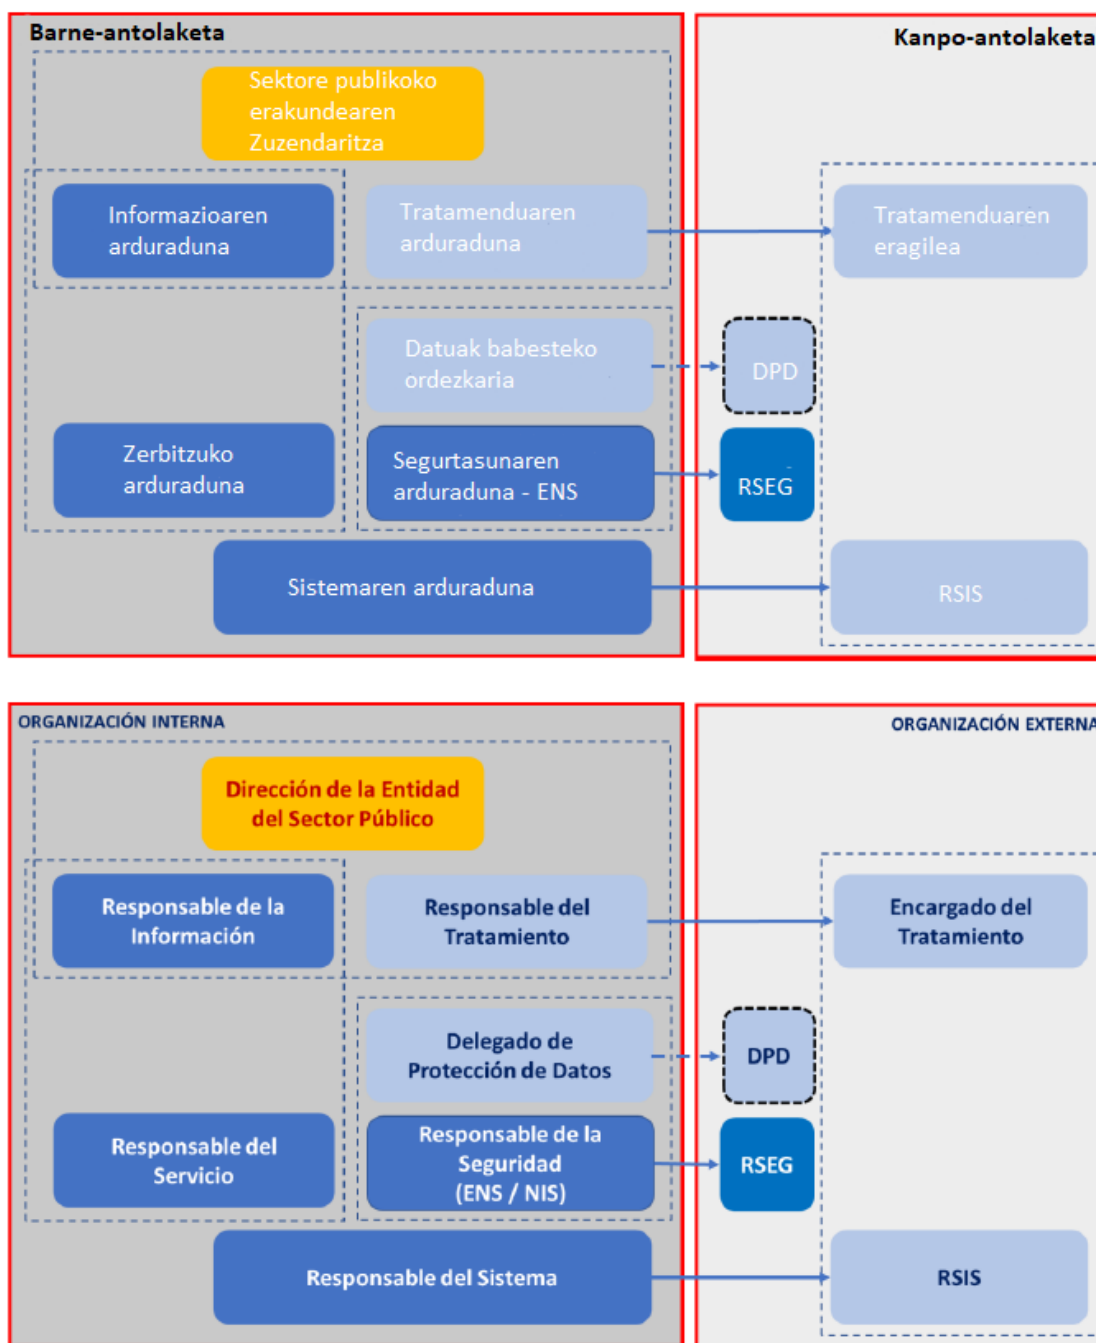 Barne-antolaketa
Kanpo-antolaketa
Sektore publikoko
erakundearen
Zuzendaritza
Informazioaren
arduraduna
Tratamenduaren
arduraduna
Tratamenduaren
eragilea
Datuak babesteko
ordezkaria
DPD
Zerbitzuko
arduraduna
Segurtasunaren
arduraduna - ENS
RSEG
Sistemaren arduraduna
RSIS
ORGANIZACIÓN INTERNA
ORGANIZACIÓN EXTERNA
Dirección de la Entidad
del Sector Público
Responsable de la
Información
Responsable del
Tratamiento
Encargado del
Tratamiento
Delegado de
Protección de Datos
DPD
Responsable del
Servicio
Responsable de la
Seguridad
(ENS / NIS)
RSEG
Responsable del Sistema
RSIS